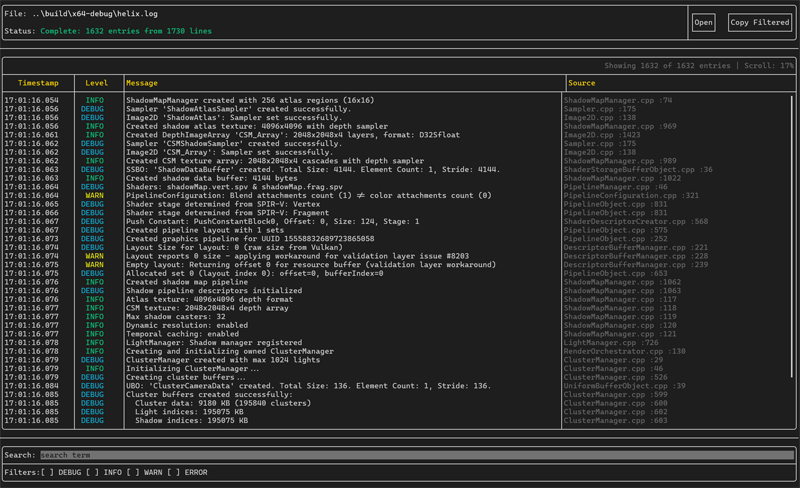 File: ..\build\x64-debug\helix.log
Status: Complete: 1632 entries from 1730 lines
Open
Copy Filtered
Showing 1632 of 1632 entries | Scroll: 17%
Timestamp Level Message Source
17:01:16.054 INFO ShadowMapManager created with 256 atlas regions (16x16) ShadowMapManager.cpp :74
17:01:16.056 DEBUG Sampler 'ShadowAtlasSampler' created successfully. Sampler.cpp :175
17:01:16.056 DEBUG Image2D 'ShadowAtlas': Sampler set successfully. Image2D.cpp :138
17:01:16.056 INFO Created shadow atlas texture: 4096x4096 with depth sampler ShadowMapManager.cpp :969
17:01:16.061 INFO Created DepthImageArray 'CSM_Array': 2048x2048x4 layers, format: D32Sfloat Image2D.cpp :1423
17:01:16.062 DEBUG Sampler 'CSMShadowSampler' created successfully. Sampler.cpp :175
17:01:16.062 DEBUG Image2D 'CSM_Array': Sampler set successfully. Image2D.cpp :138
17:01:16.062 INFO Created CSM texture array: 2048x2048x4 cascades with depth sampler ShadowMapManager.cpp :989
17:01:16.063 DEBUG SSBO: 'ShadowDataBuffer' created. Total Size: 4144. Element Count: 1, Stride: 4144. ShaderStorageBufferObject.cpp :36
17:01:16.063 INFO Created shadow data buffer: 4144 bytes ShadowMapManager.cpp :1022
17:01:16.064 DEBUG Shaders: shadowMap.vert.spv & shadowMap.frag.spv PipelineManager.cpp :46
17:01:16.064 WARN PipelineConfiguration: Blend attachments count (1) ≠ color attachments count (0) PipelineConfiguration.cpp :321
17:01:16.065 DEBUG Shader stage determined from SPIR-V: Vertex PipelineObject.cpp :831
17:01:16.066 DEBUG Shader stage determined from SPIR-V: Fragment PipelineObject.cpp :831
17:01:16.067 DEBUG Push Constant: PushConstantBlock0, Offset: 0, Size: 124, Stage: 1 ShaderDescriptorCreator.cpp :568
17:01:16.067 INFO Created pipeline layout with 1 sets PipelineObject.cpp :575
17:01:16.073 INFO Created graphics pipeline for UUID 15558832689723865058 PipelineObject.cpp :252
17:01:16.074 DEBUG Layout Size for layout: 0 (raw size from Vulkan) DescriptorBufferManager.cpp :221
17:01:16.074 WARN Layout reports 0 size – applying workaround for validation layer issue #8203 DescriptorBufferManager.cpp :228
17:01:16.075 WARN Empty layout: Returning offset 0 for resource buffer (validation layer workaround) DescriptorBufferManager.cpp :239
17:01:16.075 DEBUG Allocated set 0 (layout index 0): offset=0, bufferIndex=0 PipelineObject.cpp :653
17:01:16.076 INFO Created shadow map pipeline ShadowMapManager.cpp :1062
17:01:16.076 DEBUG Shadow pipeline descriptors initialized ShadowMapManager.cpp :1063
17:01:16.076 INFO Atlas texture: 4096x4096 depth format ShadowMapManager.cpp :117
17:01:16.077 INFO CSM texture: 2048x2048x4 depth array ShadowMapManager.cpp :118
17:01:16.077 INFO Max shadow casters: 32 ShadowMapManager.cpp :119
17:01:16.077 INFO Dynamic resolution: enabled ShadowMapManager.cpp :120
17:01:16.077 INFO Temporal caching: enabled ShadowMapManager.cpp :121
17:01:16.078 INFO LightManager: Shadow manager registered LightManager.cpp :726
17:01:16.078 INFO Creating and initializing owned ClusterManager RenderOrchestrator.cpp :130
17:01:16.079 DEBUG ClusterManager created with max 1024 lights ClusterManager.cpp :29
17:01:16.079 INFO Initializing ClusterManager... ClusterManager.cpp :46
17:01:16.079 DEBUG Creating cluster buffers... ClusterManager.cpp :526
17:01:16.084 DEBUG UBO: 'ClusterCameraData' created. Total Size: 136. Element Count: 1, Stride: 136. UniformBufferObject.cpp :39
17:01:16.085 DEBUG Cluster buffers created successfully: ClusterManager.cpp :599
17:01:16.085 DEBUG Cluster data: 9180 KB (195840 clusters) ClusterManager.cpp :600
17:01:16.085 DEBUG Light indices: 195075 KB ClusterManager.cpp :602
17:01:16.085 DEBUG Shadow indices: 195075 KB ClusterManager.cpp :603
Search: search term
Filters:[ ] DEBUG [ ] INFO [ ] WARN [ ] ERROR